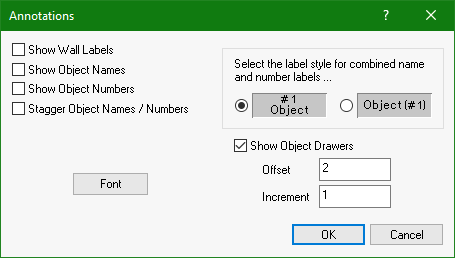 Annotations
?
Show Wall Labels
Show Object Names
Show Object Numbers
Stagger Object Names / Numbers
Font
Select the label style for combined name
and number labels ...
#1
Object
Object (#1)
Show Object Drawers
Offset
2
Increment
1
OK
Cancel